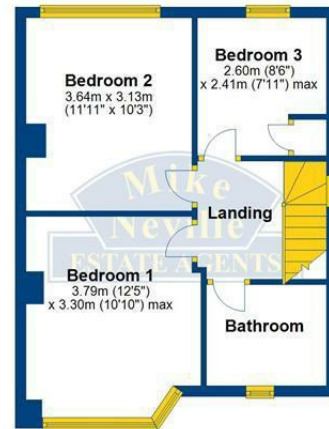 Bedroom 2
3.64m x 3.13m
(11'11" x 10'3")
Bedroom 3
2.60m (8'6")
x 2.41m (7'11") max
Mike
Neville
ESTATE AGENTS
Landing
Bedroom 1
3.79m (12'5")
x 3.30m (10'10") max
Bathroom